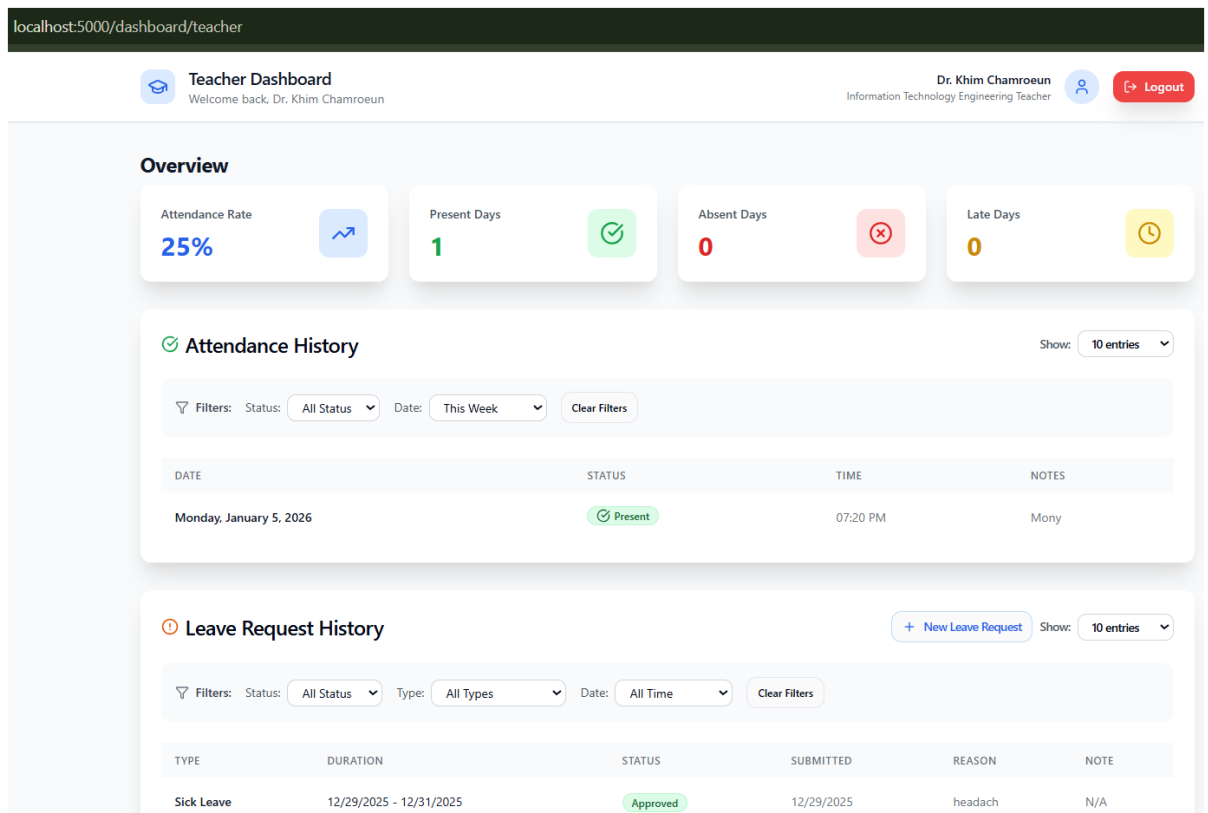 localhost:5000/dashboard/teacher
Teacher Dashboard
Welcome back, Dr. Khim Chamroeun
Dr. Khim Chamroeun
Information Technology Engineering Teacher
Logout
Overview
Attendance Rate
25%
Present Days
1
Absent Days
0
Late Days
0
Attendance History
Show: 10 entries
Filters: Status: All Status Date: This Week Clear Filters
DATE STATUS TIME NOTES
Monday, January 5, 2026 Present 07:20 PM Mony
Leave Request History
New Leave Request Show: 10 entries
Filters: Status: All Status Type: All Types Date: All Time Clear Filters
TYPE DURATION STATUS SUBMITTED REASON NOTE
Sick Leave 12/29/2025 - 12/31/2025 Approved 12/29/2025 headach N/A